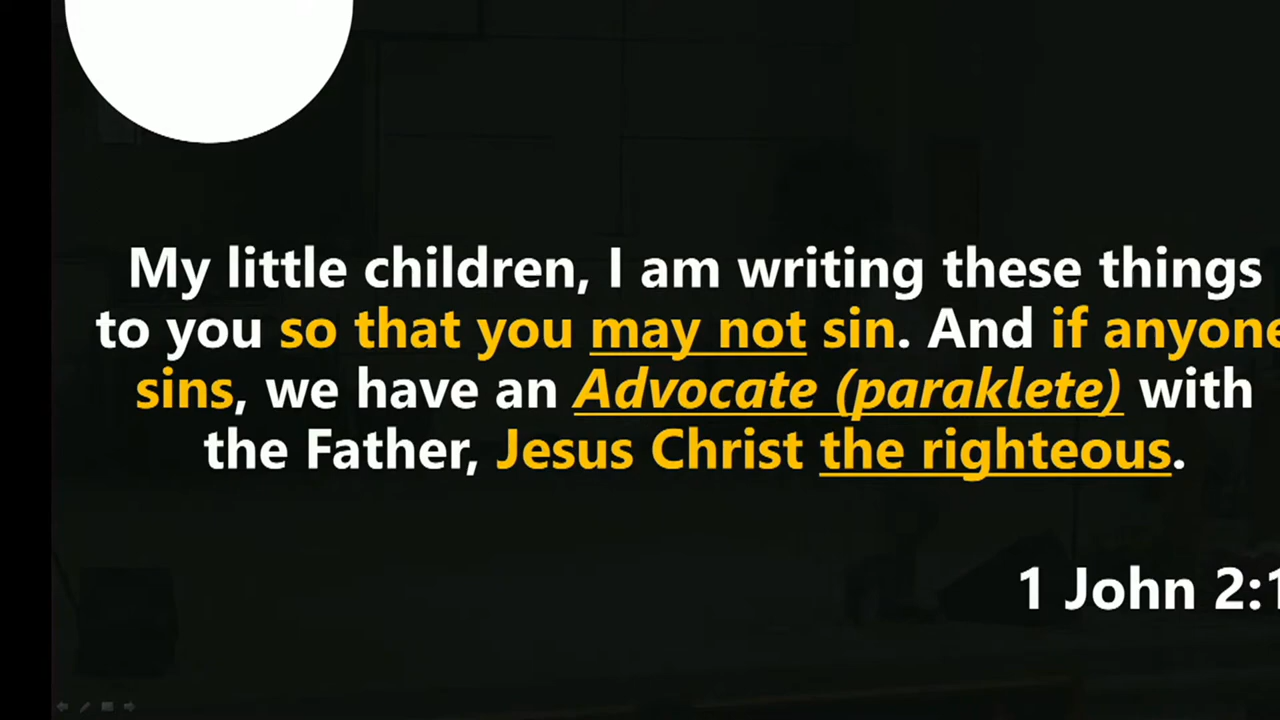 My little children, I am writing these things
to you so that you may not sin. And if anyone
sins, we have an Advocate (paraklete) with
the Father, Jesus Christ the righteous.
1 John 2:1